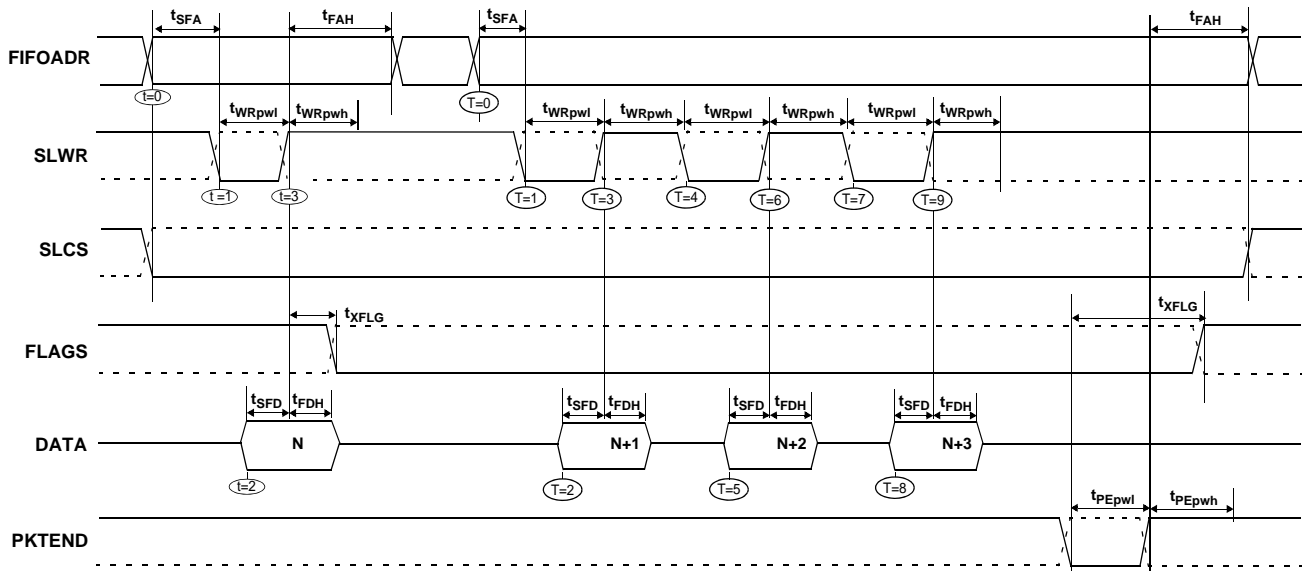 tSFA tFAH tSFA tFAH
FIFOADR
t=0 T=0
tWRpwl tWRpwh tWRpwl tWRpwh tWRpwl tWRpwh tWRpwl tWRpwh
SLWR
t=1 t=3 T=1 T=3 T=4 T=6 T=7 T=9
SLCS
tXFLG tXFLG
FLAGS
tSFD tFDH tSFD tFDH tSFD tFDH tSFD tFDH
DATA N N+1 N+2 N+3
t=2 T=2 T=5 T=8
tPEpwl tPEpwh
PKTEND